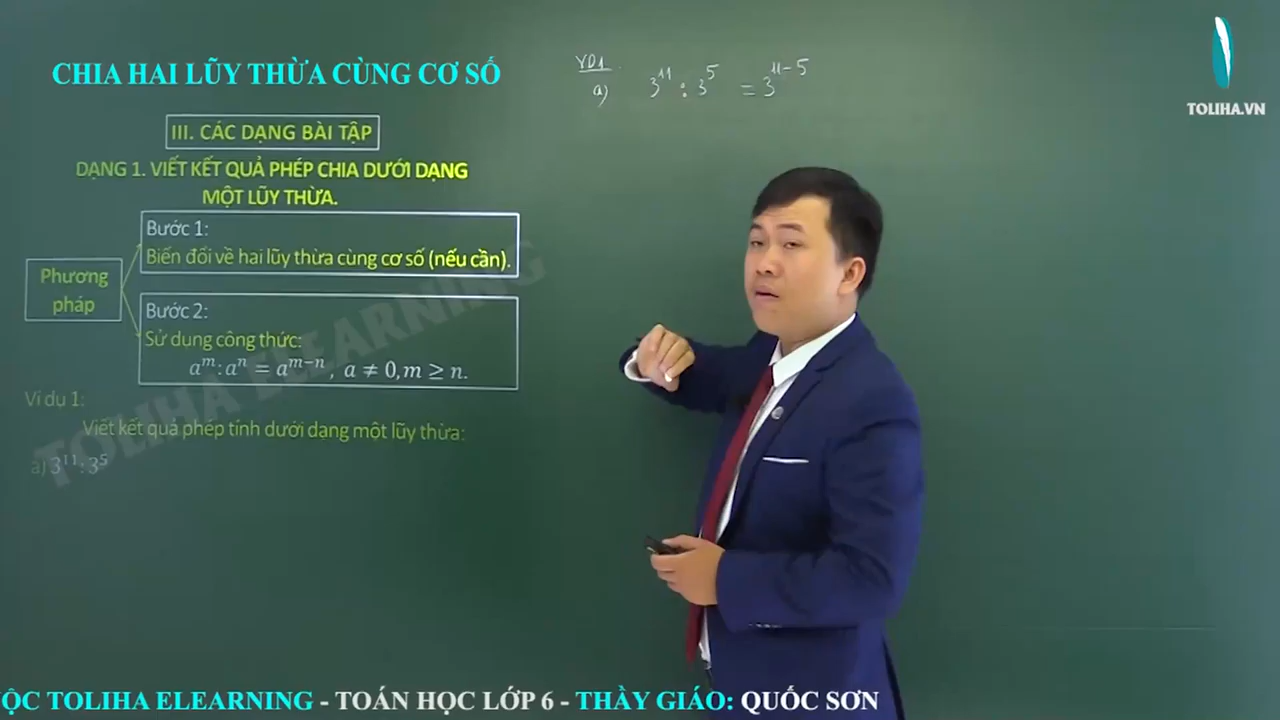 CHIA HAI LŨY THỪA CÙNG CƠ SỐ
VD1
a) 3^11 : 3^5 = 3^11-5
TOLIHA.VN
III. CÁC DẠNG BÀI TẬP
DẠNG 1. VIẾT KẾT QUẢ PHÉP CHIA DƯỚI DẠNG
MỘT LŨY THỪA.
Phương
pháp
Bước 1:
Biến đổi về hai lũy thừa cùng cơ số (nếu cần).
Bước 2:
Sử dụng công thức:
a^m : a^n = a^m−n , a ≠ 0, m ≥ n.
Ví dụ 1:
Viết kết quả phép tính dưới dạng một lũy thừa:
a) 3^11 : 3^5
TOLIHA ELEARNING
ỘC TOLIHA ELEARNING - TOÁN HỌC LỚP 6 - THẦY GIÁO: QUỐC SƠN